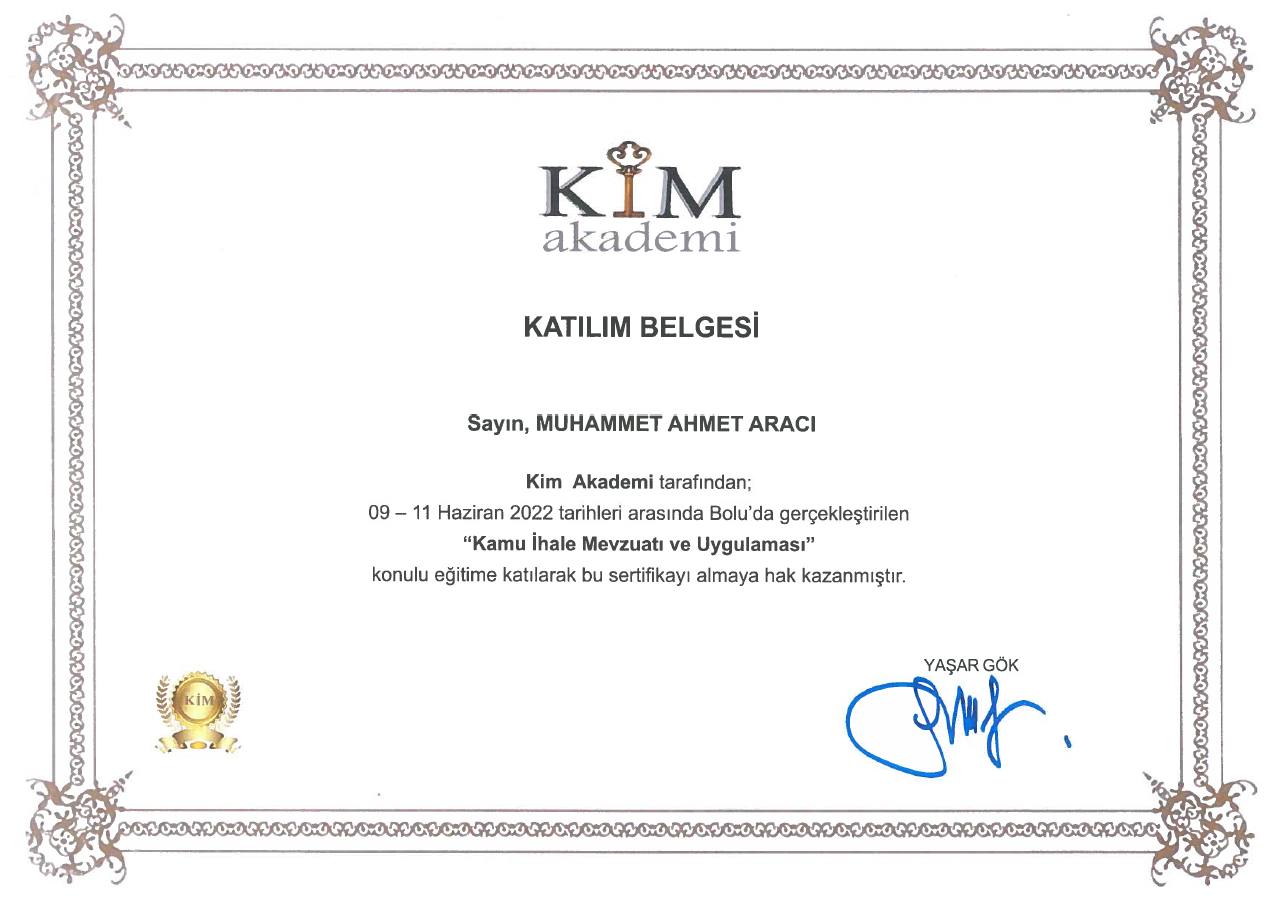 KİM
akademi
KATILIM BELGESİ
Sayın, MUHAMMET AHMET ARACI
Kim Akademi tarafından;
09 – 11 Haziran 2022 tarihleri arasında Bolu’da gerçekleştirilen
“Kamu İhale Mevzuatı ve Uygulaması”
konulu eğitime katılarak bu sertifikayı almaya hak kazanmıştır.
YAŞAR GÖK
KİM